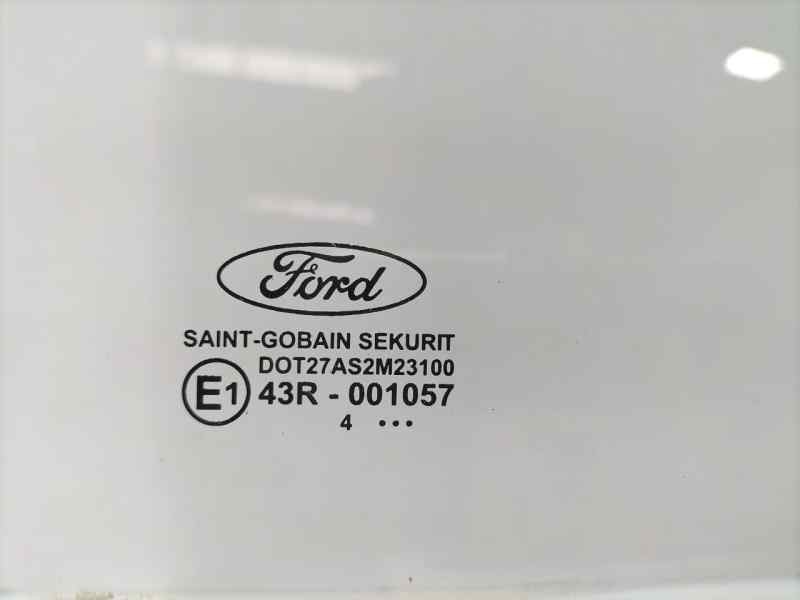 Ford
SAINT-GOBAIN SEKURIT
DOT27AS2M23100
E1 43R - 001057
4 ...